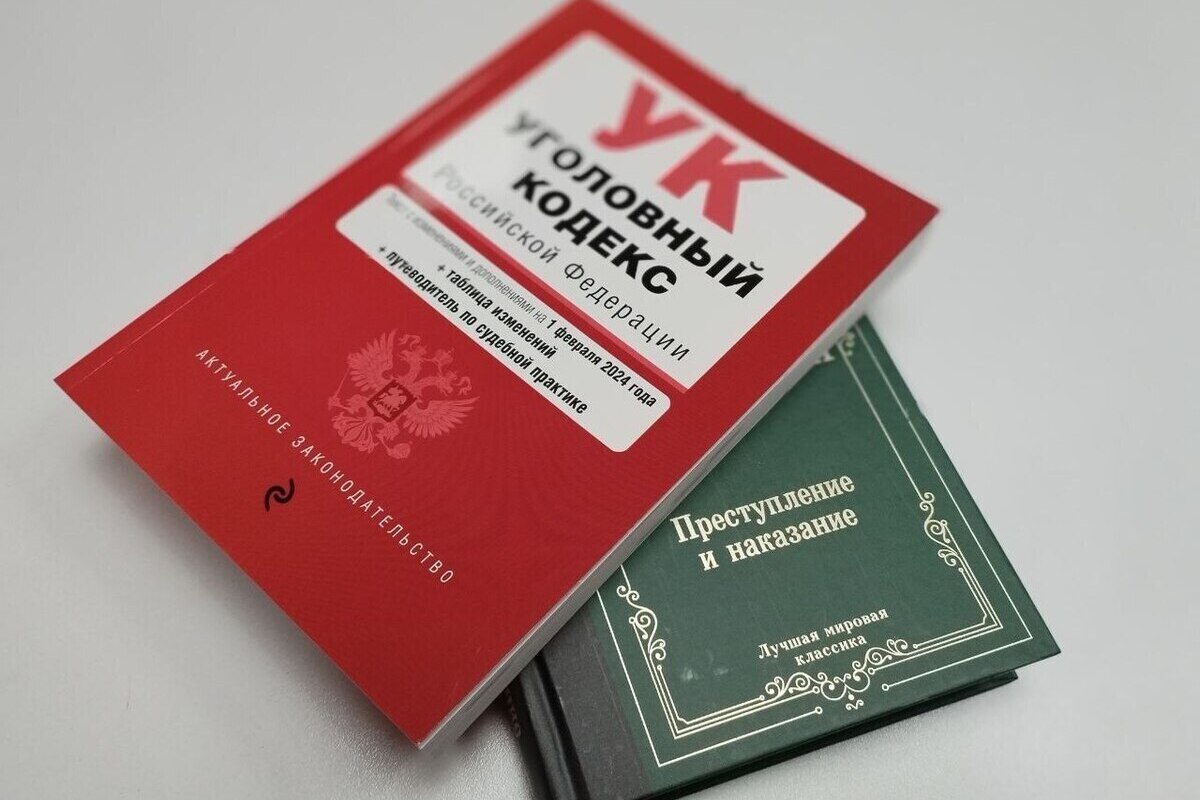 УК
УГОЛОВНЫЙ
КОДЕКС
Российской Федерации
Текст с изменениями и дополнениями на 1 февраля 2024 года
+ таблица изменений
+ путеводитель по судебной практике
АКТУАЛЬНОЕ ЗАКОНОДАТЕЛЬСТВО
Преступление
и наказание
Лучшая мировая
классика